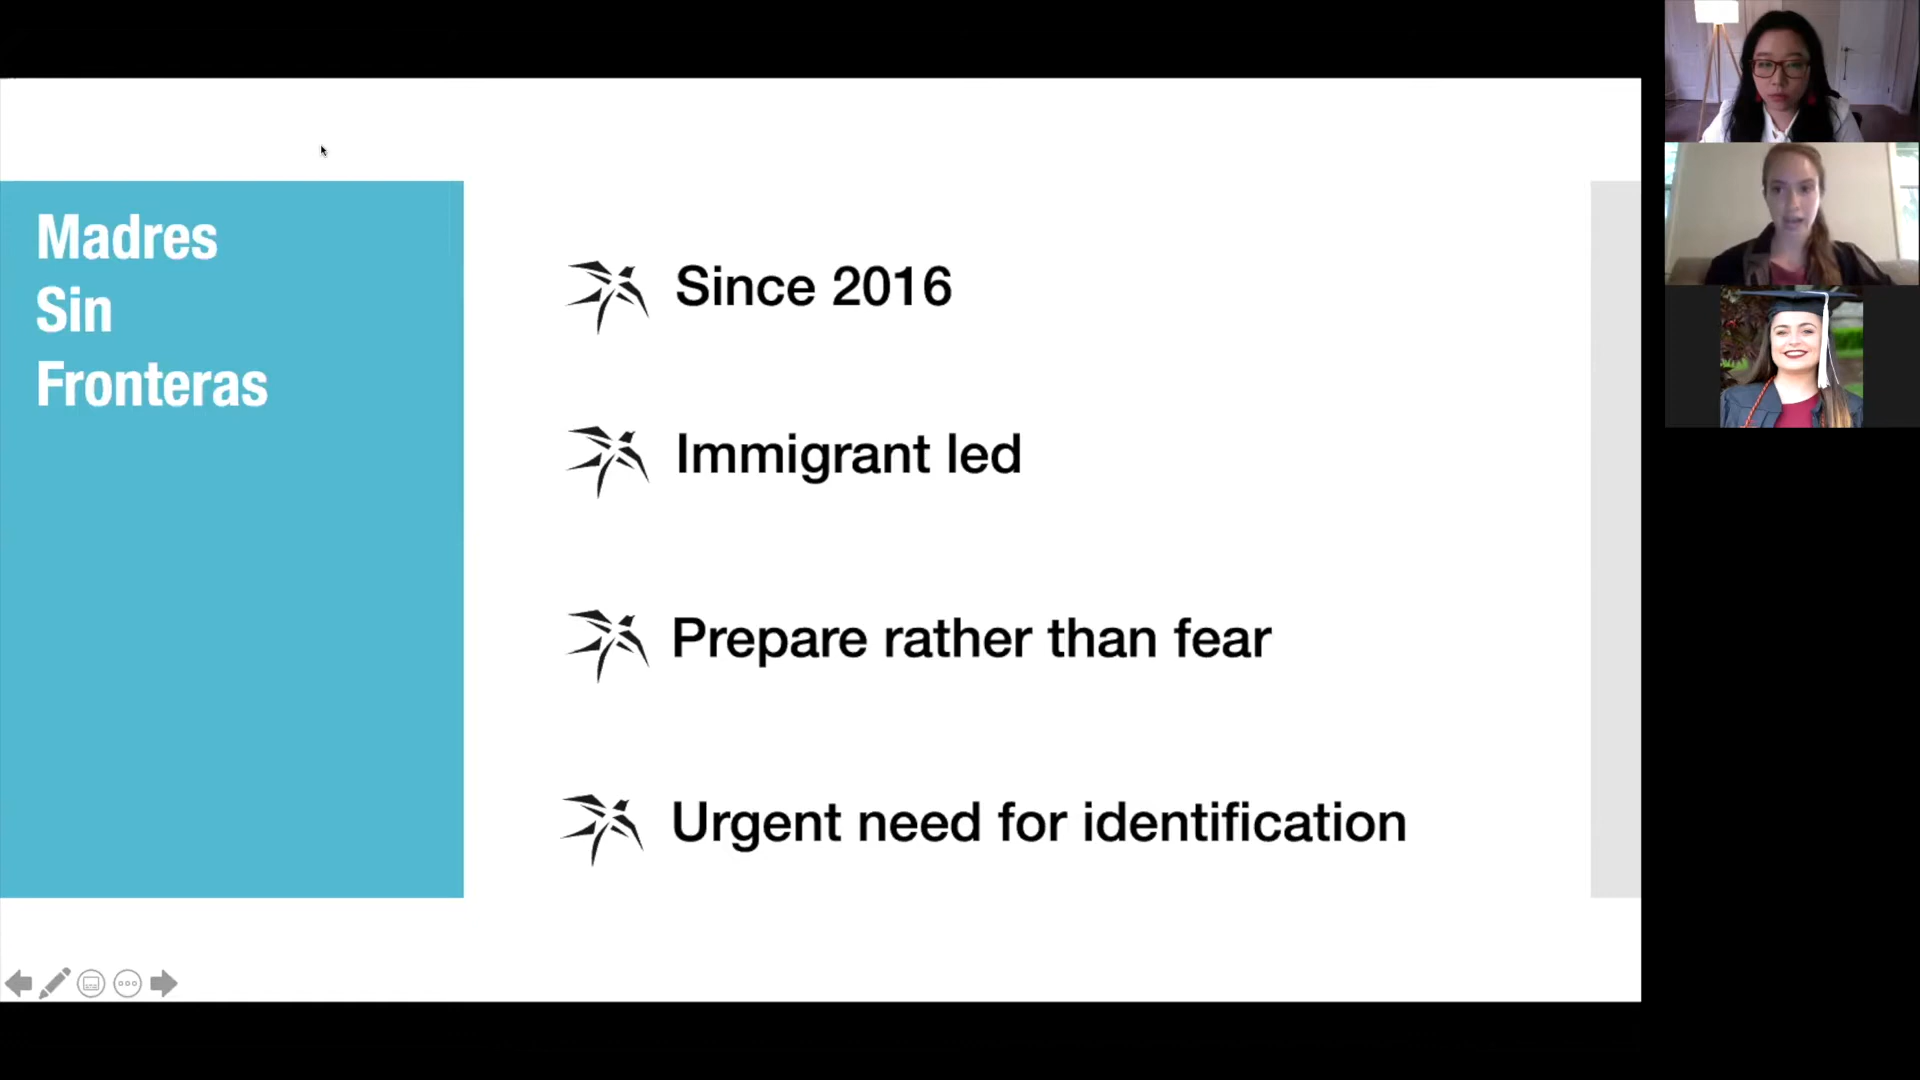 Madres
Sin
Fronteras
Since 2016
Immigrant led
Prepare rather than fear
Urgent need for identification